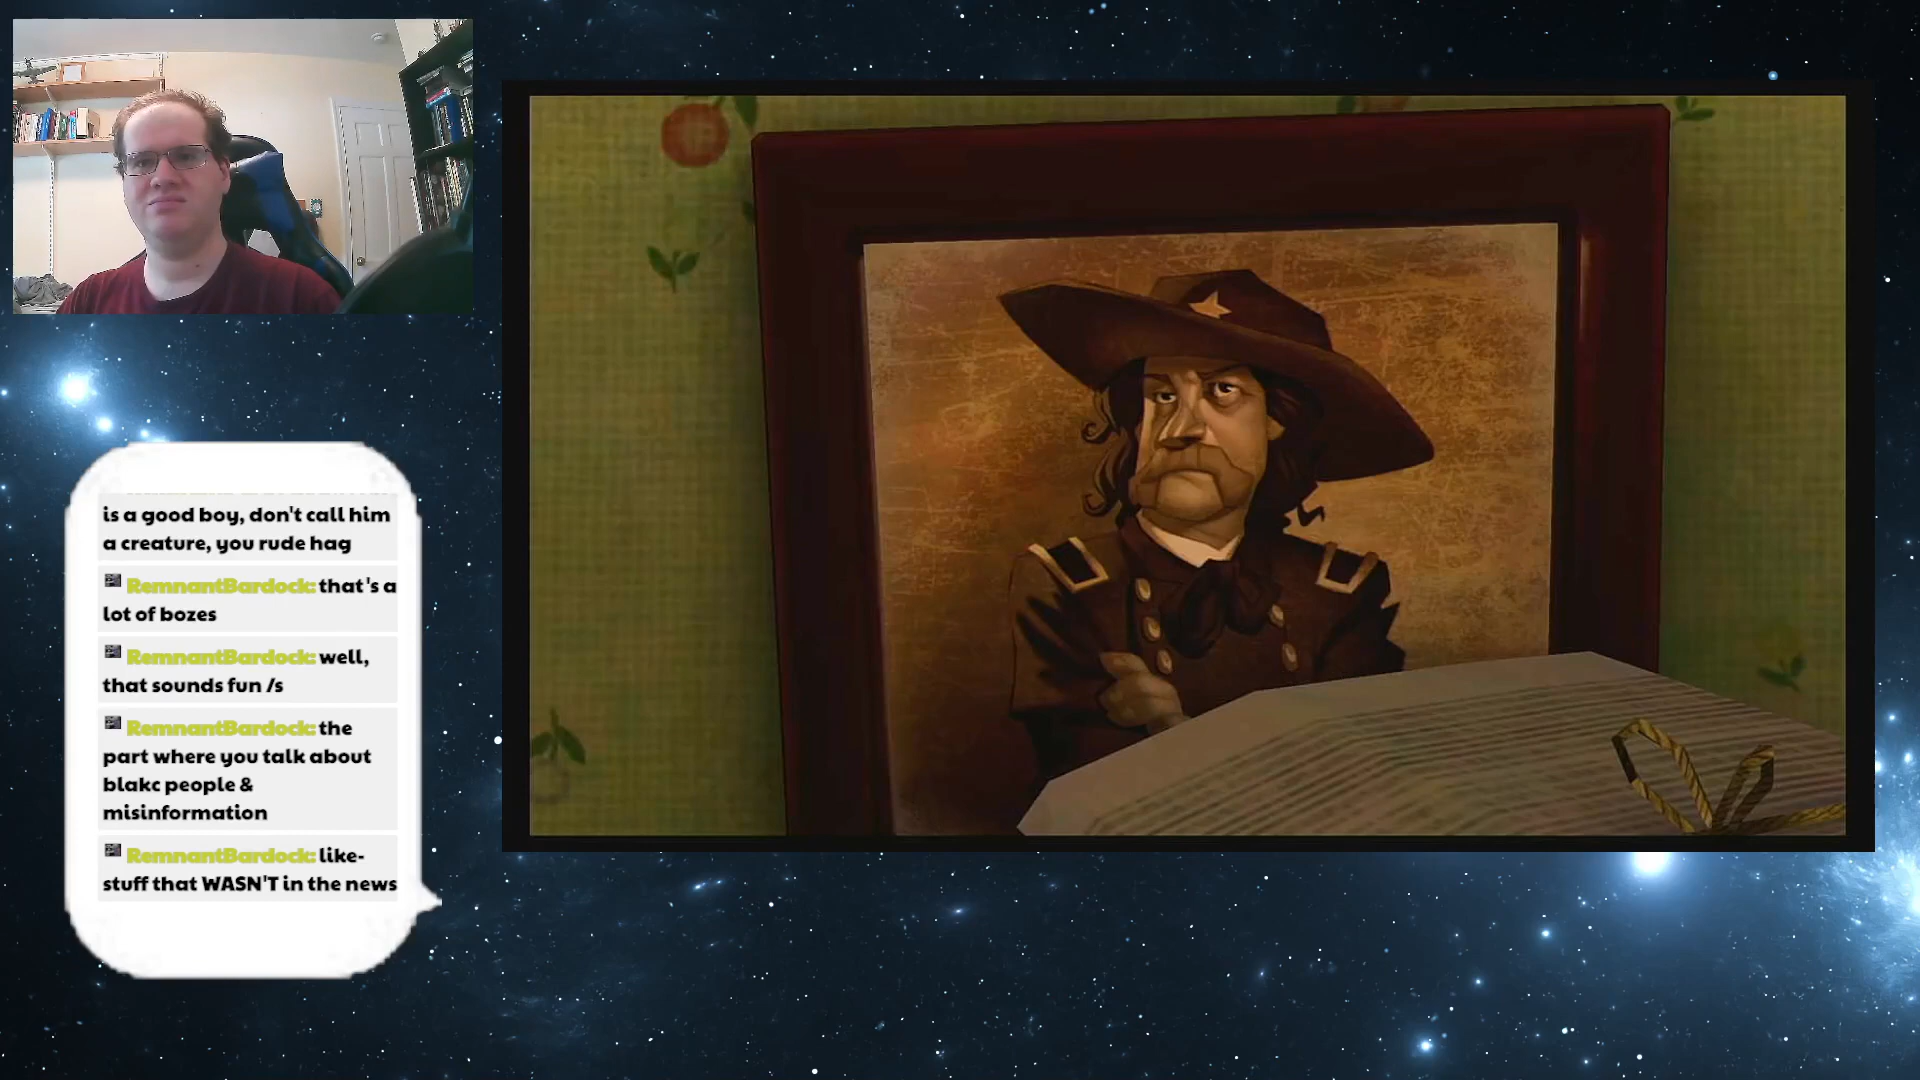 is a good boy, don't call him
a creature, you rude hag
RemnantBardock: that's a
lot of bozes
RemnantBardock: well,
that sounds fun /s
RemnantBardock: the
part where you talk about
blakc people &
misinformation
RemnantBardock: like-
stuff that WASN'T in the news